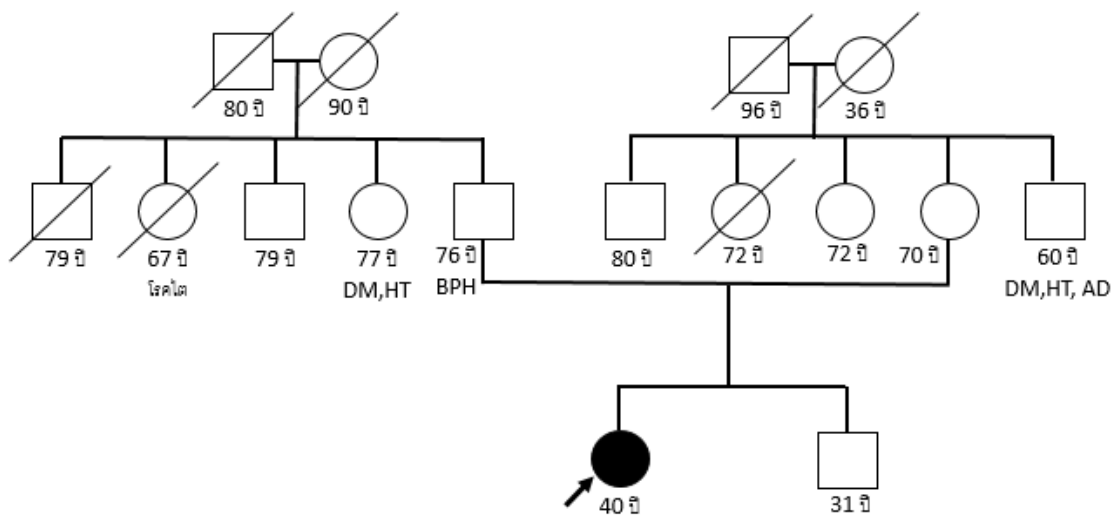 80 ปี
90 ปี
96 ปี
36 ปี
79 ปี
67 ปี
โรคไต
79 ปี
77 ปี
DM,HT
76 ปี
BPH
80 ปี
72 ปี
72 ปี
70 ปี
60 ปี
DM,HT, AD
40 ปี
31 ปี